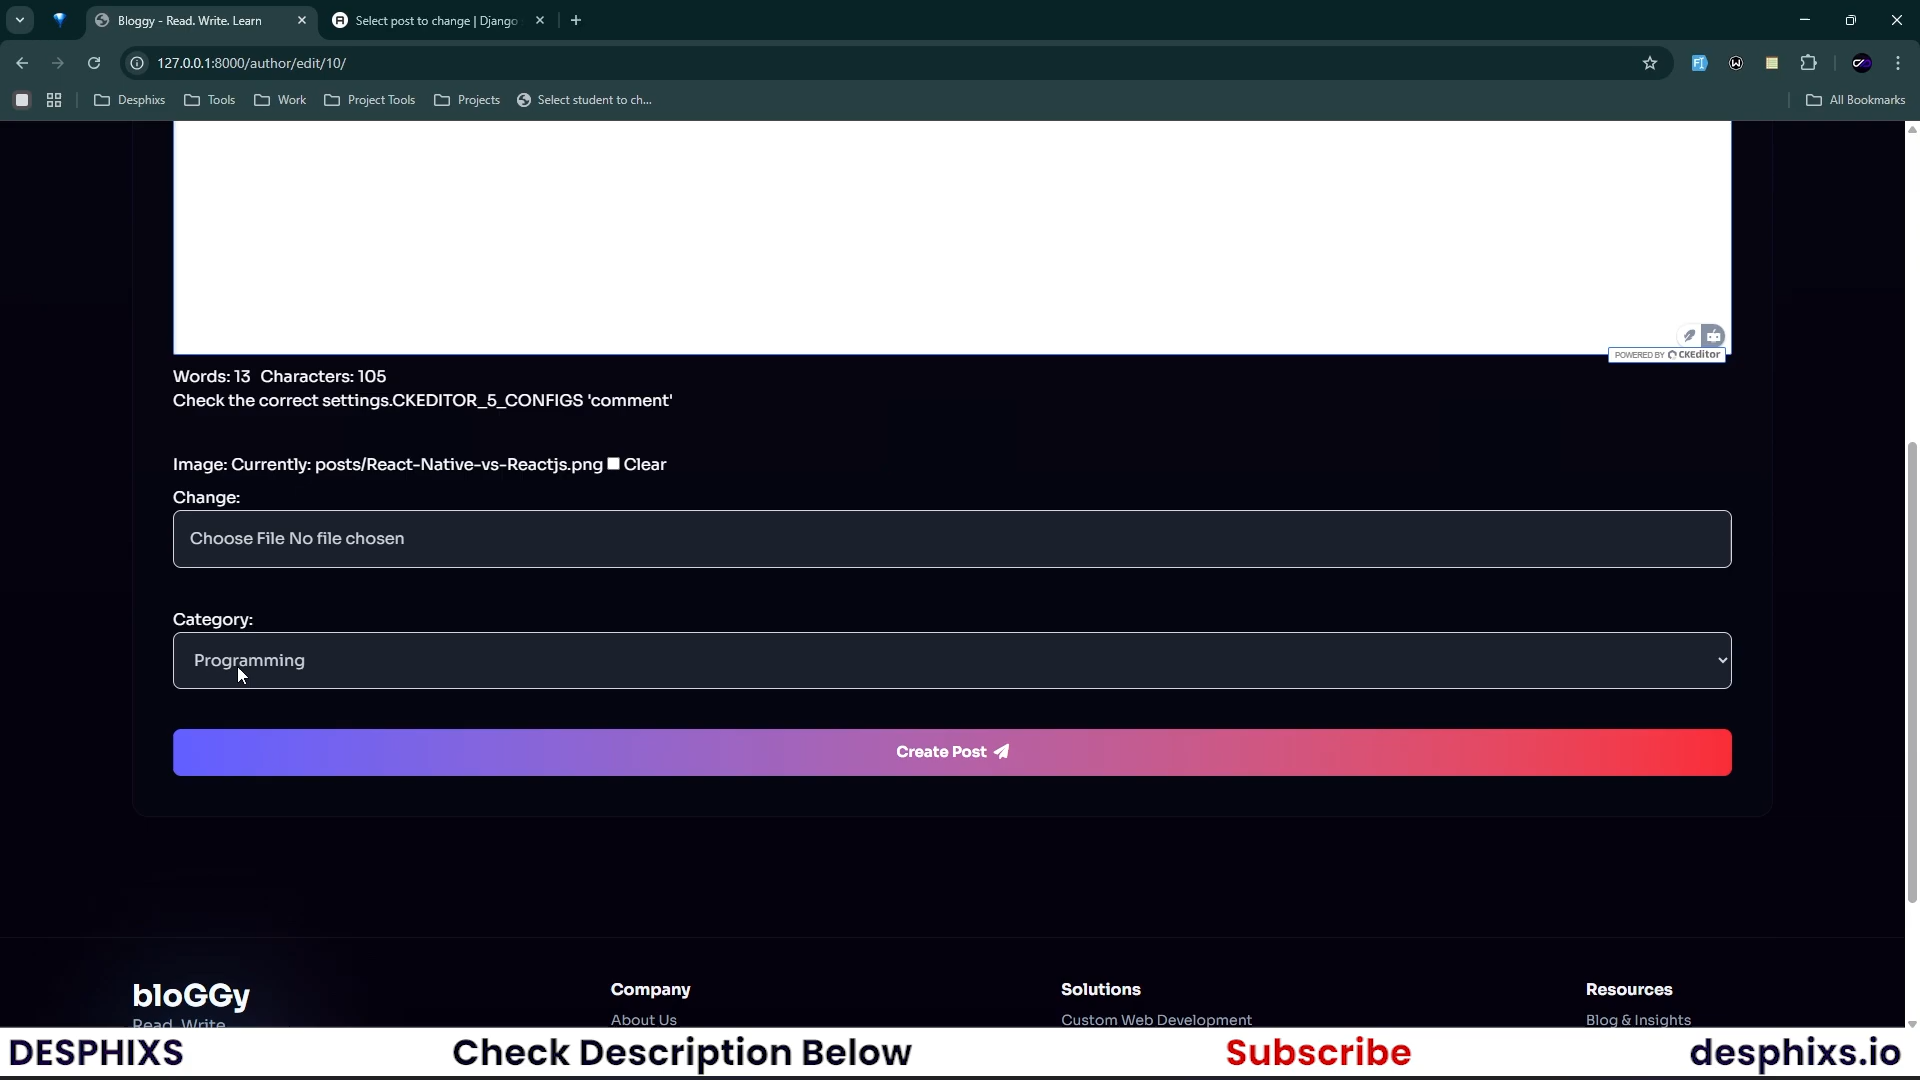 Bloggy - Read. Write. Learn
Select post to change | Django
127.0.0.1:8000/author/edit/10/
Desphixs
Tools
Work
Project Tools
Projects
Select student to ch...
All Bookmarks
POWERED BY CKEditor
Words: 13 Characters: 105
Check the correct settings.CKEDITOR_5_CONFIGS 'comment'
Image: Currently: posts/React-Native-vs-Reactjs.png Clear
Change:
Choose File No file chosen
Category:
Programming
Create Post
bloGGy
Company
Solutions
Resources
Read. Write
About Us
Custom Web Development
Blog & Insights
DESPHIXS
Check Description Below
Subscribe
desphixs.io